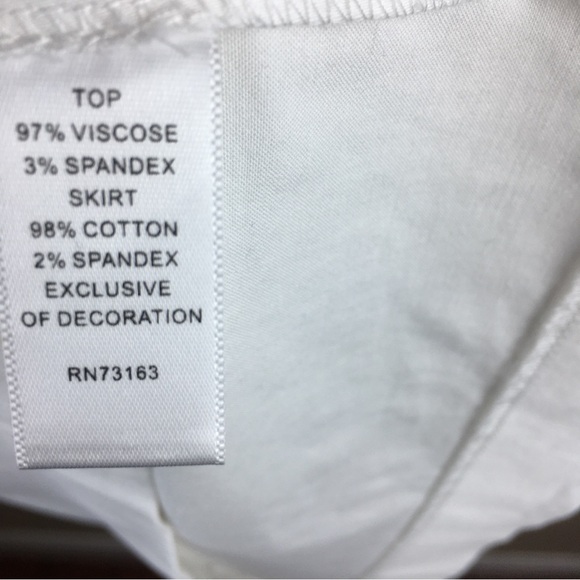 TOP
97% VISCOSE
3% SPANDEX
SKIRT
98% COTTON
2% SPANDEX
EXCLUSIVE
OF DECORATION
RN73163